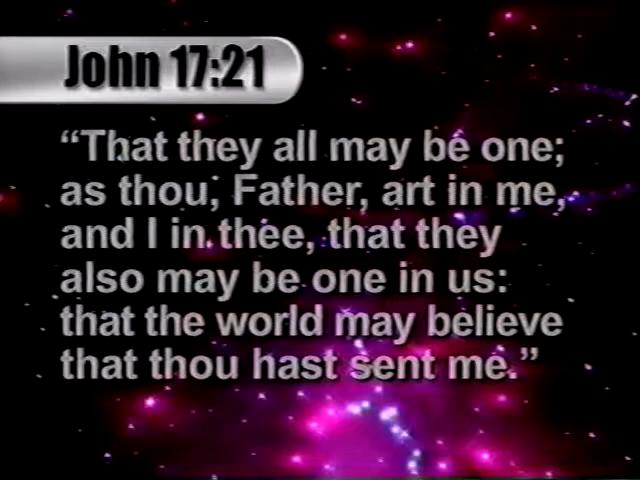 John 17:21
“That they all may be one;
as thou, Father, art in me,
and I in thee, that they
also may be one in us:
that the world may believe
that thou hast sent me.”